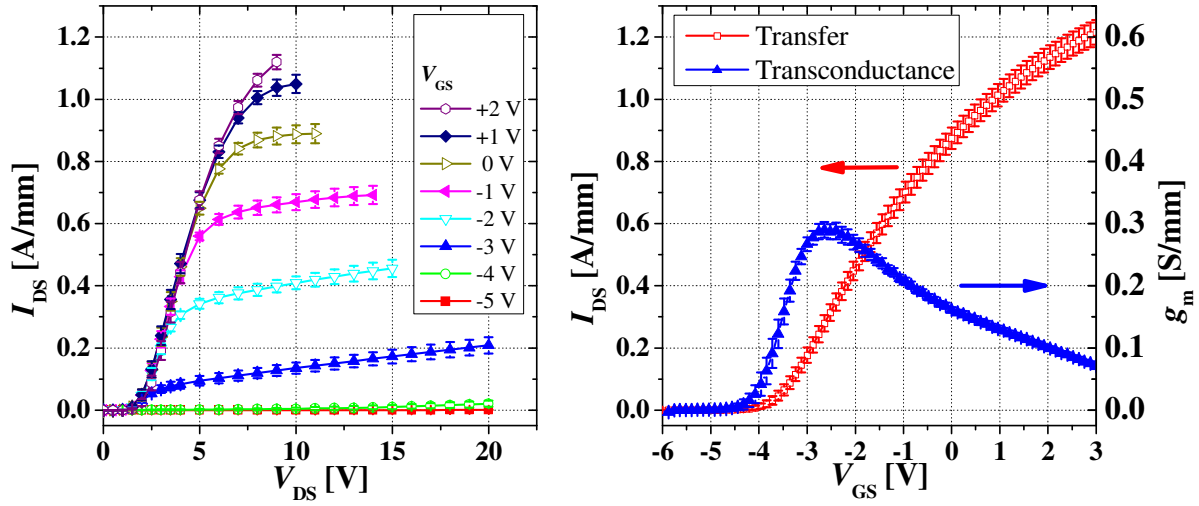 1.2
1.0
0.8
0.6
0.4
0.2
0.0
I_DS [A/mm]
0 5 10 15 20
V_DS [V]
V_GS
+2 V
+1 V
0 V
-1 V
-2 V
-3 V
-4 V
-5 V
1.2
1.0
0.8
0.6
0.4
0.2
0.0
I_DS [A/mm]
Transfer
Transconductance
-6 -5 -4 -3 -2 -1 0 1 2 3
V_GS [V]
0.6
0.5
0.4
0.3
0.2
0.1
0.0
g_m [S/mm]